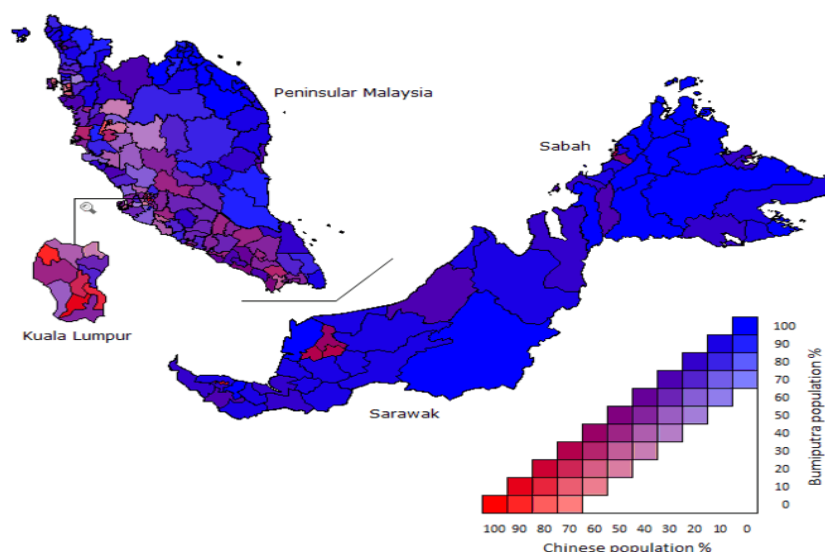 Peninsular Malaysia
Sabah
Kuala Lumpur
Sarawak
100
90
80
70
60
50
40
30
20
10
0
Bumiputra population %
100 90 80 70 60 50 40 30 20 10 0
Chinese population %